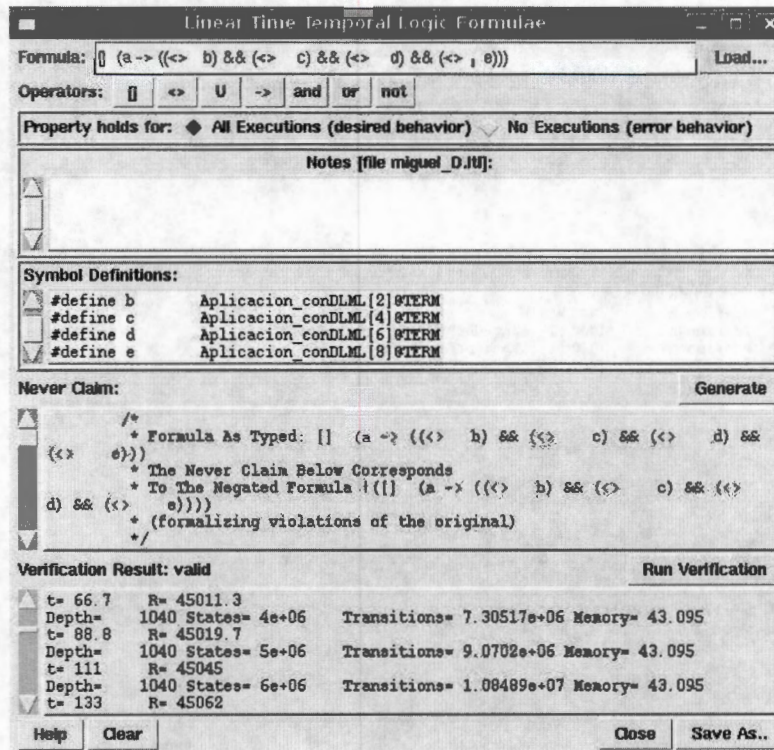 Linear Time Temporal Logic Formulae
Formula: [] (a -> ((<> b) && (<> c) && (<> d) && (<> e))) Load...
Operators: [] <> U -> and or not
Property holds for: All Executions (desired behavior) No Executions (error behavior)
Notes [file miguel_D.ltl]:
Symbol Definitions:
#define b Aplicacion_conDLML[2]@TERM
#define c Aplicacion_conDLML[4]@TERM
#define d Aplicacion_conDLML[6]@TERM
#define e Aplicacion_conDLML[8]@TERM
Never Claim: Generate
/*
* Formula As Typed: [] (a -> ((<> b) && (<> c) && (<> d) &&
(<> e)))
* The Never Claim Below Corresponds
* To The Negated Formula !([] (a -> ((<> b) && (<> c) && (<>
d) && (<> e))))
* (formalizing violations of the original)
*/
Verification Result: valid Run Verification
t= 66.7 R= 45011.3
Depth= 1040 States= 4e+06 Transitions= 7.30517e+06 Memory= 43.095
t= 88.8 R= 45019.7
Depth= 1040 States= 5e+06 Transitions= 9.0702e+06 Memory= 43.095
t= 111 R= 45045
Depth= 1040 States= 6e+06 Transitions= 1.08489e+07 Memory= 43.095
t= 133 R= 45062
Help Clear Close Save As..